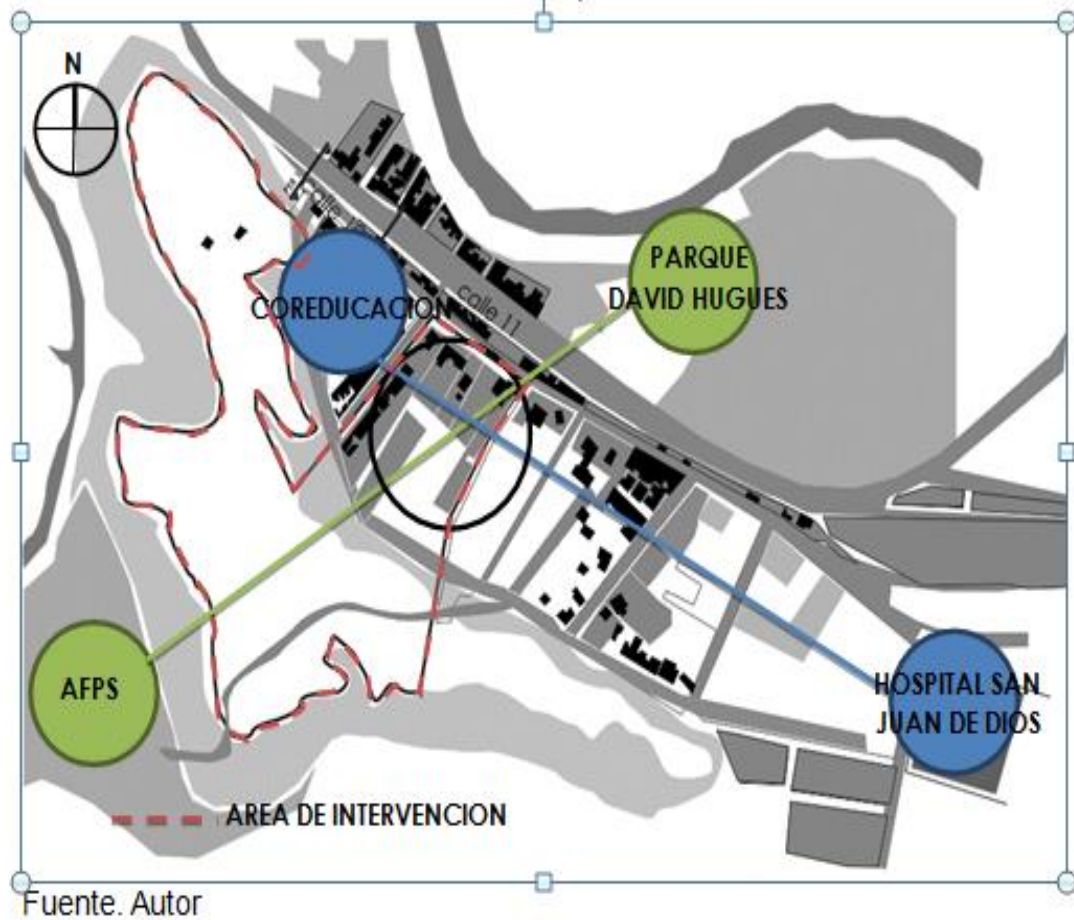 N
calle 11
PARQUE
DAVID HUGUES
COREDUCACION
AFPS
HOSPITAL SAN
JUAN DE DIOS
AREA DE INTERVENCION
Fuente. Autor